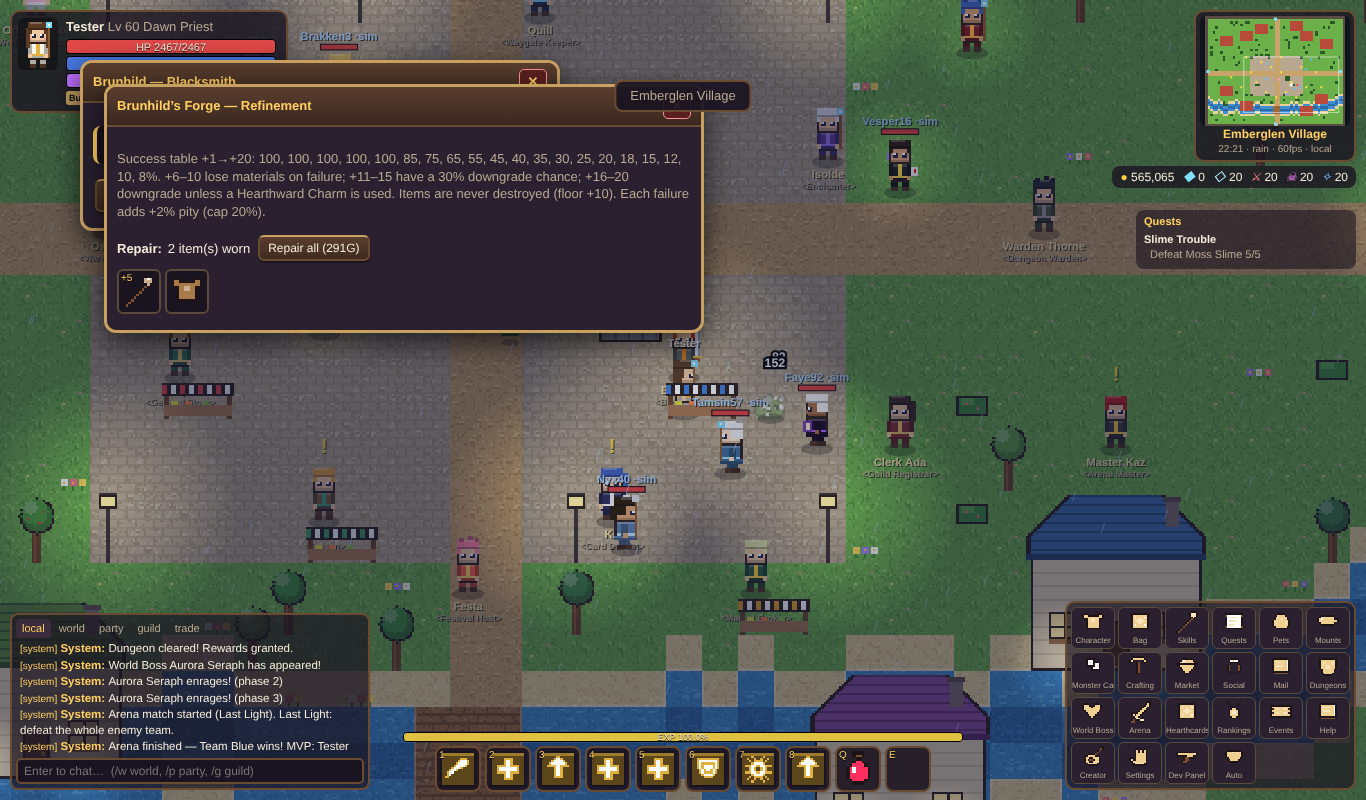 Tester Lv 60 Dawn Priest
HP 2467/2467
Bu
Brakken3 ·sim
Quill
<Waygate Keeper>
Brunhild — Blacksmith
×
Brunhild's Forge — Refinement
Emberglen Village
Success table +1→+20: 100, 100, 100, 100, 100, 85, 75, 65, 55, 45, 40, 35, 30, 25, 20, 18, 15, 12,
10, 8%. +6–10 lose materials on failure; +11–15 have a 30% downgrade chance; +16–20
downgrade unless a Hearthward Charm is used. Items are never destroyed (floor +10). Each failure
adds +2% pity (cap 20%).
Repair: 2 item(s) worn
Repair all (291G)
+5
Vesper16 ·sim
Isolde
<Enchanter>
Warden Thorne
<Dungeon Warden>
Emberglen Village
22:21 · rain · 60fps · local
565,065 0 20 20 20 20
Quests
Slime Trouble
Defeat Moss Slime 5/5
Tester
152
Faye92 ·sim
Tamsin57 ·sim
!
Clerk Ada
<Guild Registrar>
!
Master Kaz
<Arena Master>
!
Nyx40 ·sim
Festa
<Festival Host>
local world party guild trade
[system] System: Dungeon cleared! Rewards granted.
[system] System: World Boss Aurora Seraph has appeared!
[system] System: Aurora Seraph enrages! (phase 2)
[system] System: Aurora Seraph enrages! (phase 3)
[system] System: Arena match started (Last Light). Last Light:
defeat the whole enemy team.
[system] System: Arena finished — Team Blue wins! MVP: Tester
Enter to chat… (/w world, /p party, /g guild)
EXP 100.0%
1 2 3 4 5 6 7 8 Q E
Character Bag Skills Quests Pets Mounts
Monster Ca Crafting Market Social Mail Dungeons
World Boss Arena Hearthcards Rankings Events Help
Creator Settings Dev Panel Auto